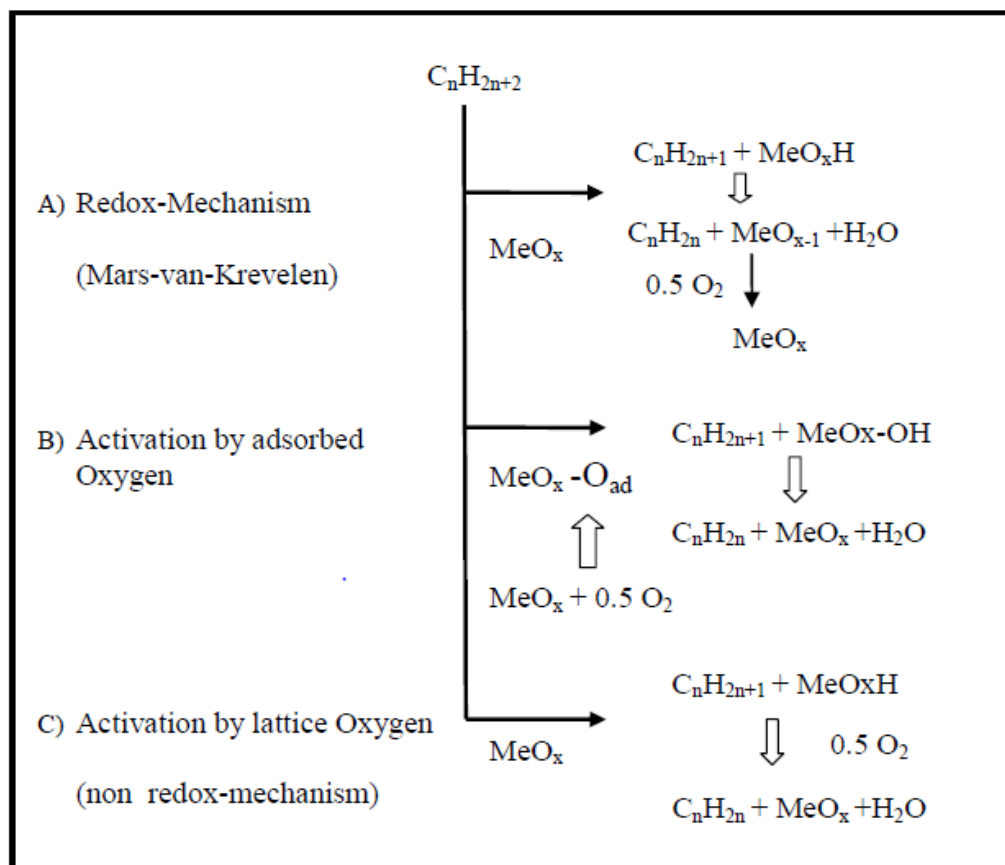 CₙH₂ₙ₊₂
A) Redox-Mechanism
(Mars-van-Krevelen)
MeOₓ
CₙH₂ₙ₊₁ + MeOₓH
CₙH₂ₙ + MeOₓ₋₁ +H₂O
0.5 O₂
MeOₓ
B) Activation by adsorbed
Oxygen
MeOₓ -Oad
MeOₓ + 0.5 O₂
CₙH₂ₙ₊₁ + MeOx-OH
CₙH₂ₙ + MeOₓ +H₂O
C) Activation by lattice Oxygen
(non redox-mechanism)
MeOₓ
CₙH₂ₙ₊₁ + MeOxH
0.5 O₂
CₙH₂ₙ + MeOₓ +H₂O